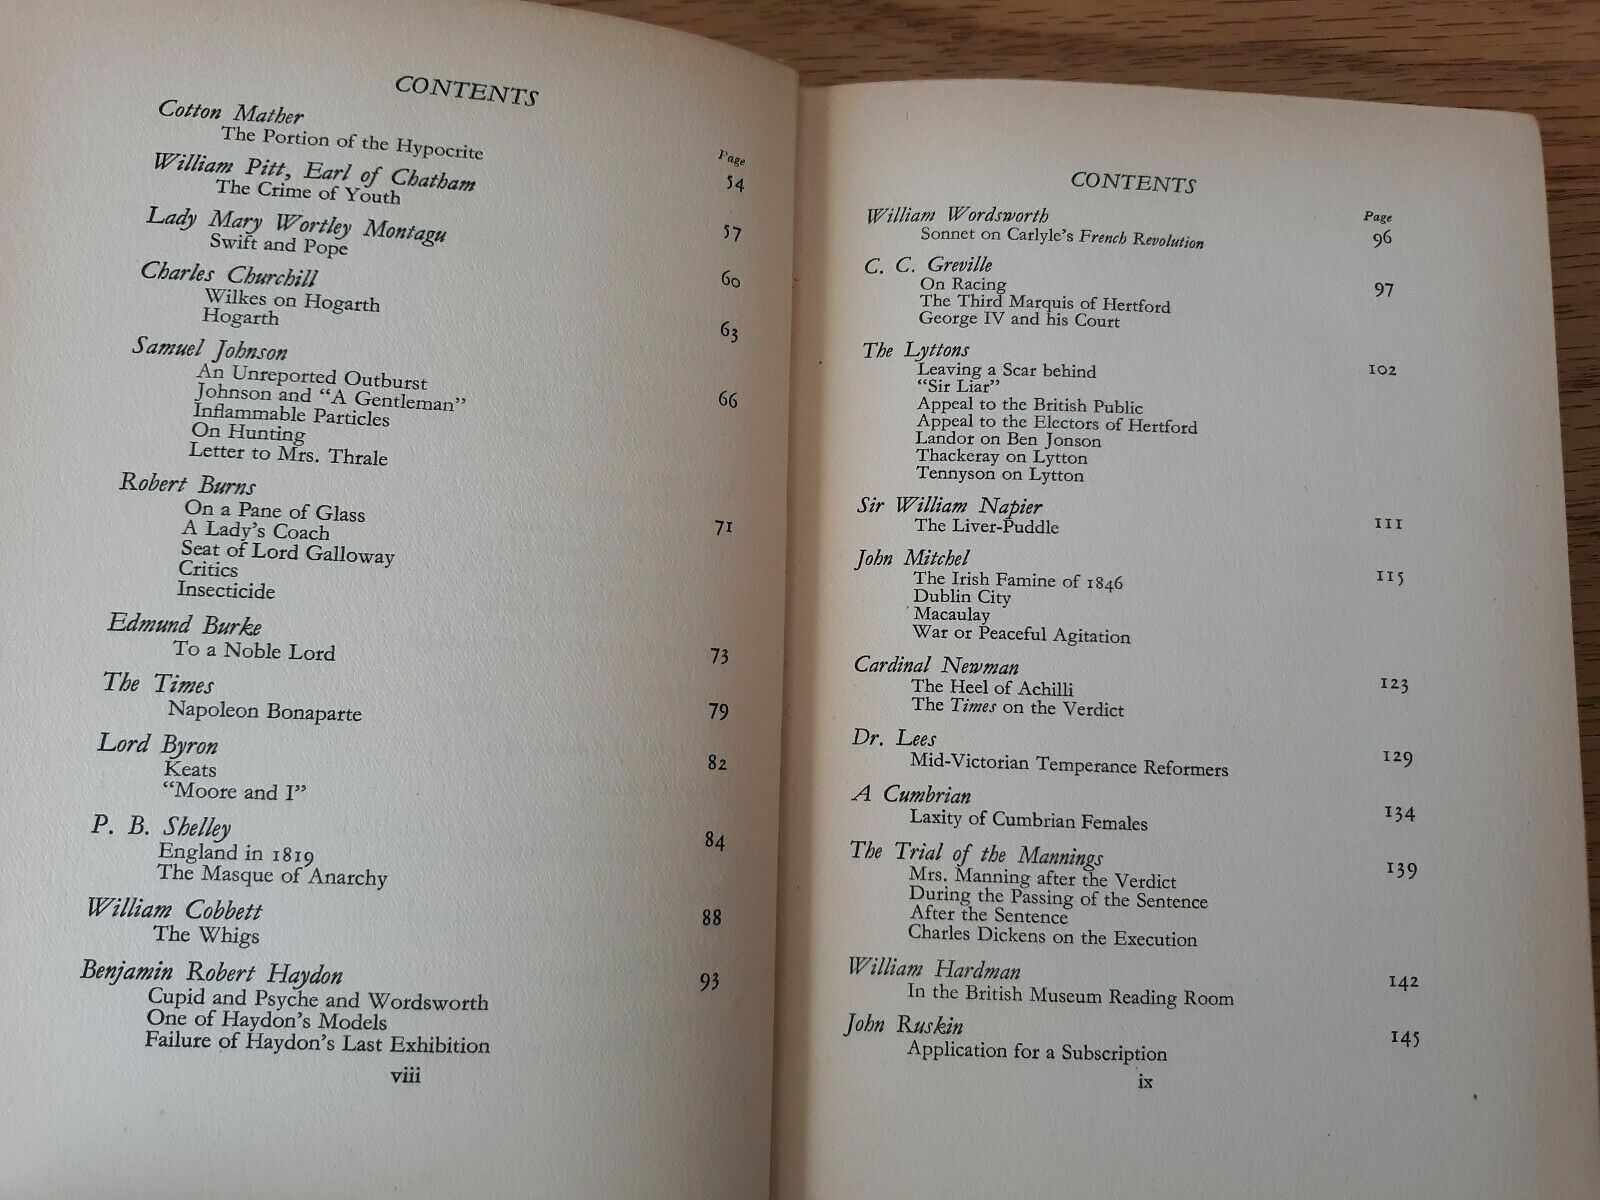 CONTENTS
Page
Cotton Mather 54
The Portion of the Hypocrite
William Pitt, Earl of Chatham 57
The Crime of Youth
Lady Mary Wortley Montagu 60
Swift and Pope
Charles Churchill 63
Wilkes on Hogarth
Hogarth
Samuel Johnson 66
An Unreported Outburst
Johnson and "A Gentleman"
Inflammable Particles
On Hunting
Letter to Mrs. Thrale
Robert Burns 71
On a Pane of Glass
A Lady's Coach
Seat of Lord Galloway
Critics
Insecticide
Edmund Burke 73
To a Noble Lord
The Times 79
Napoleon Bonaparte
Lord Byron 82
Keats
"Moore and I"
P. B. Shelley 84
England in 1819
The Masque of Anarchy
William Cobbett 88
The Whigs
Benjamin Robert Haydon 93
Cupid and Psyche and Wordsworth
One of Haydon's Models
Failure of Haydon's Last Exhibition
viii
CONTENTS
Page
William Wordsworth 96
Sonnet on Carlyle's French Revolution
C. C. Greville 97
On Racing
The Third Marquis of Hertford
George IV and his Court
The Lyttons 102
Leaving a Scar behind
"Sir Liar"
Appeal to the British Public
Appeal to the Electors of Hertford
Landor on Ben Jonson
Thackeray on Lytton
Tennyson on Lytton
Sir William Napier 111
The Liver-Puddle
John Mitchel 115
The Irish Famine of 1846
Dublin City
Macaulay
War or Peaceful Agitation
Cardinal Newman 123
The Heel of Achilli
The Times on the Verdict
Dr. Lees 129
Mid-Victorian Temperance Reformers
A Cumbrian 134
Laxity of Cumbrian Females
The Trial of the Mannings 139
Mrs. Manning after the Verdict
During the Passing of the Sentence
After the Sentence
Charles Dickens on the Execution
William Hardman 142
In the British Museum Reading Room
John Ruskin 145
Application for a Subscription
ix